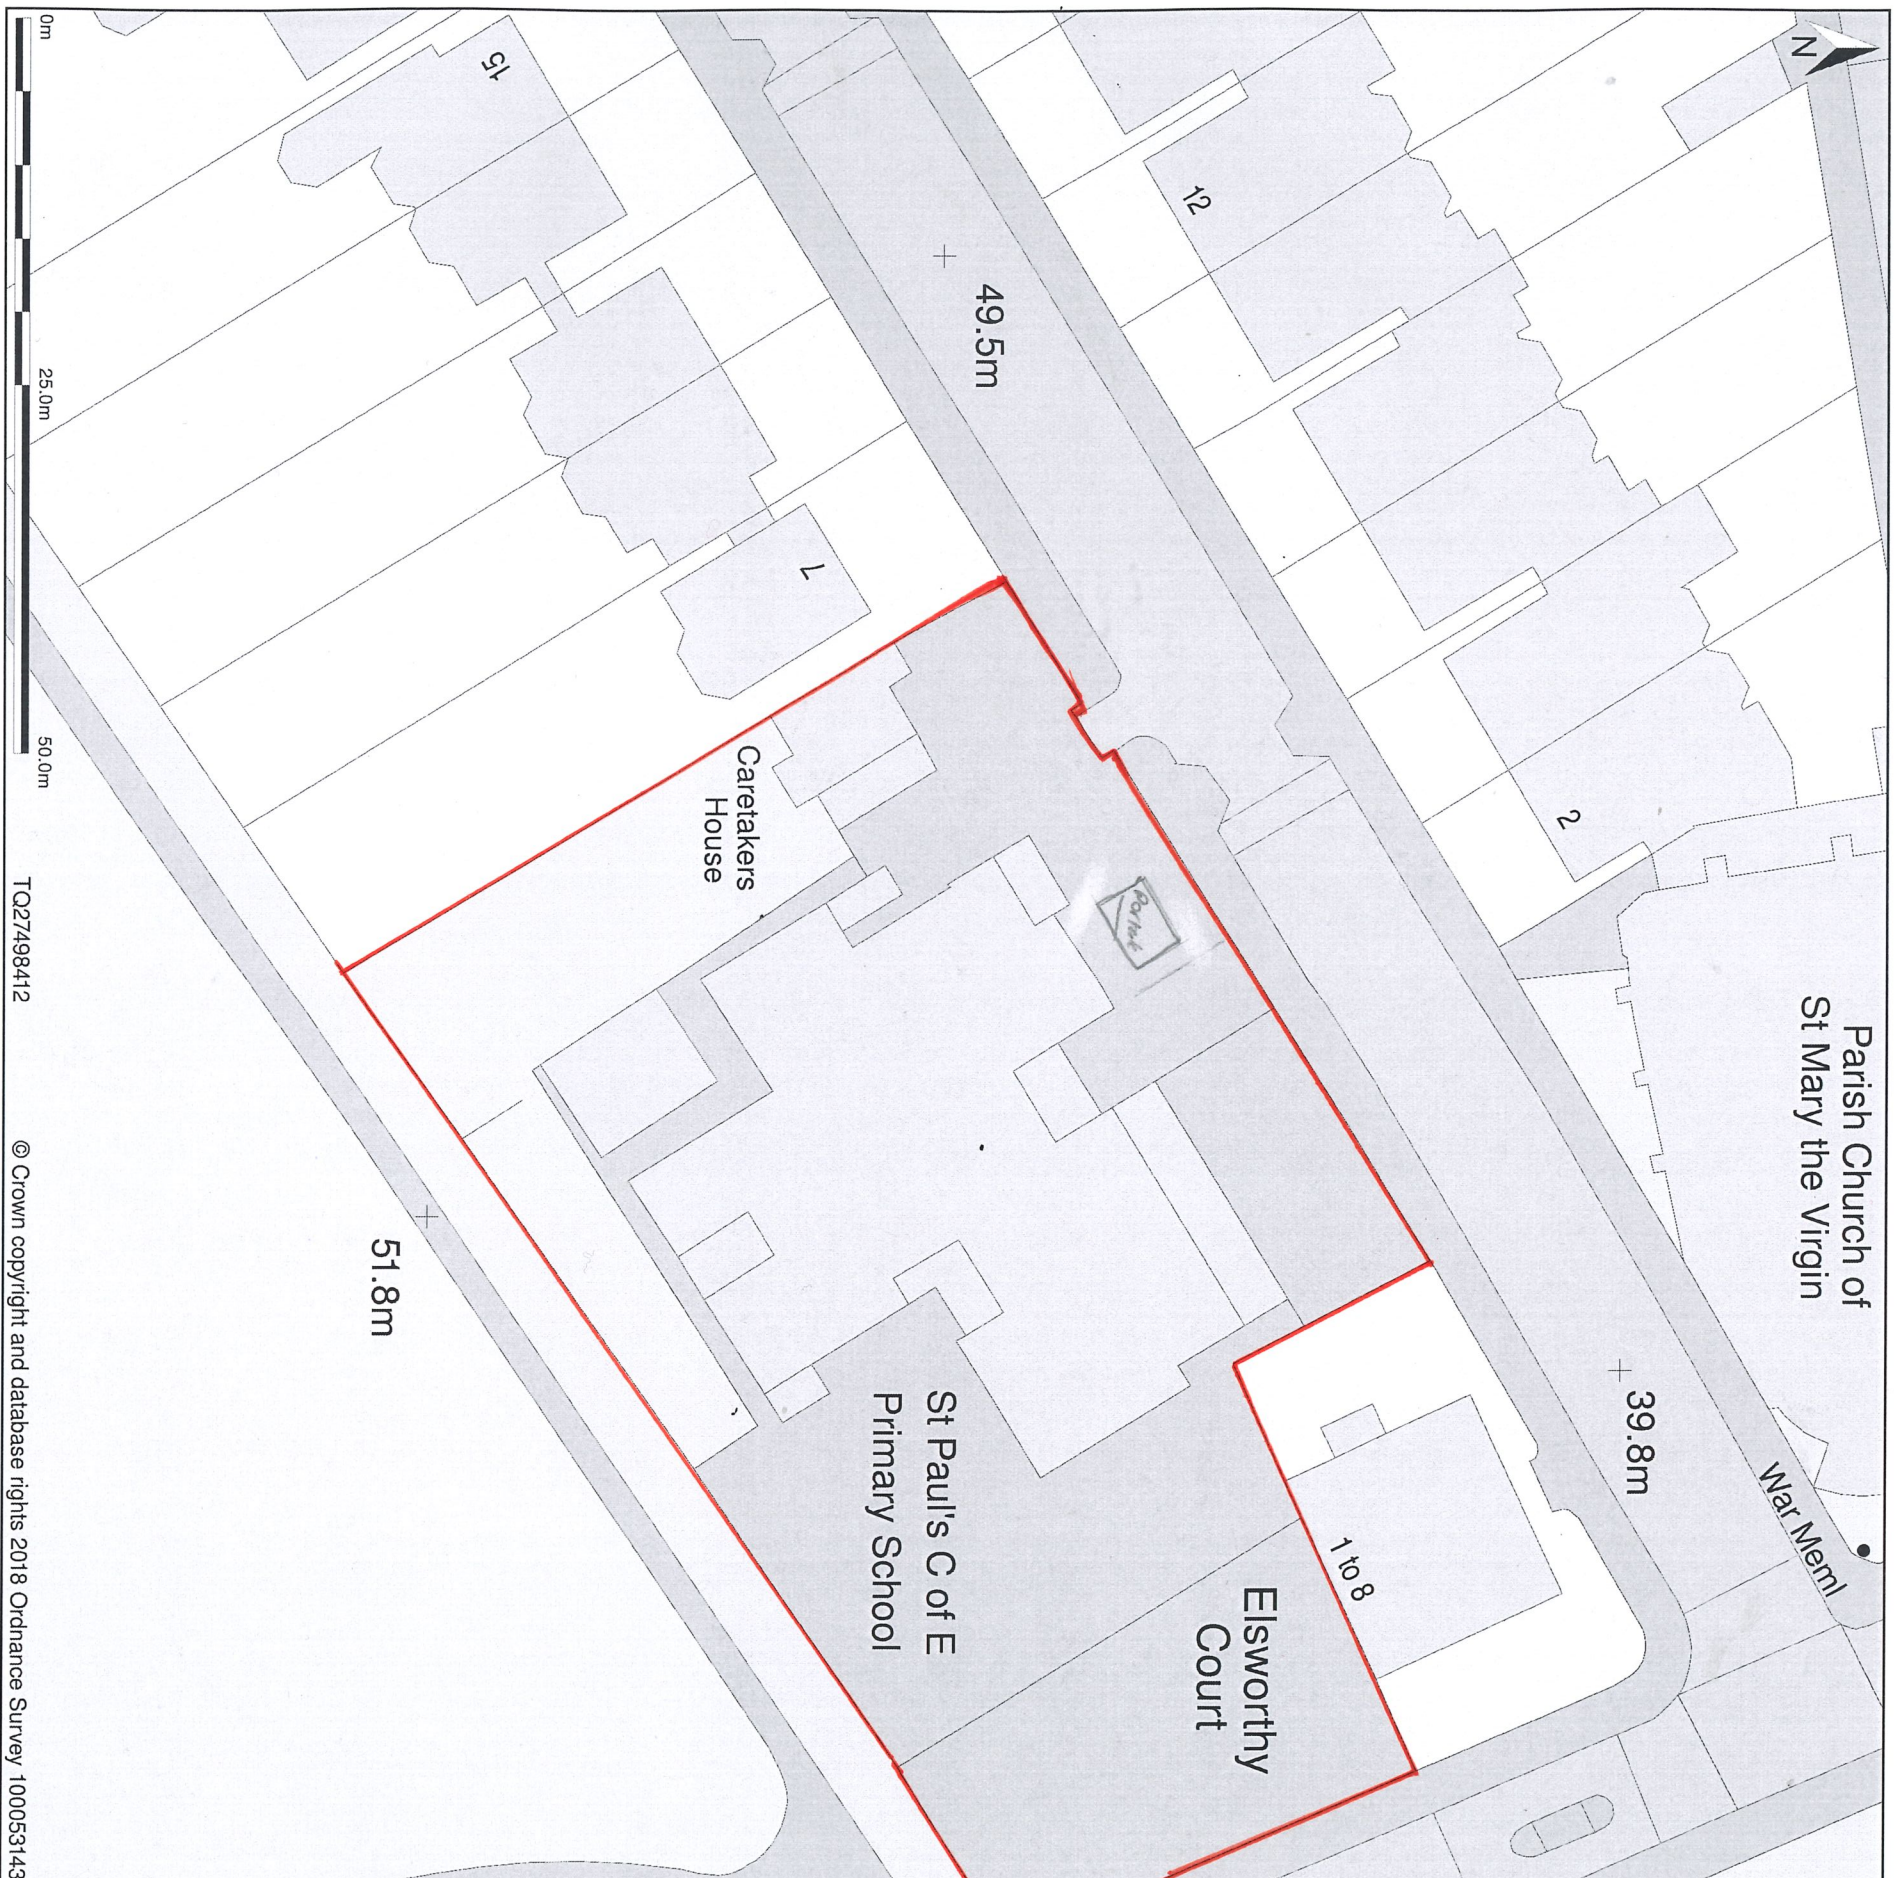 N
15
12
49.5m
7
2
Caretakers
House
Parish Church of
St Mary the Virgin
51.8m
39.8m
War Meml
St Paul's C of E
Primary School
1 to 8
Elsworthy
Court
0m
25.0m
50.0m
TQ27498412
© Crown copyright and database rights 2018 Ordnance Survey 100053143